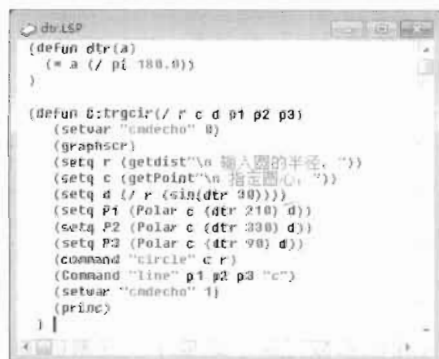 dtr.LSP
(defun dtr(a)
(= a (/ pi 180.0))
)
(defun C:trgcir(/ r c d p1 p2 p3)
(setvar "cmdecho" 0)
(graphscr)
(setq r (getdist"\n 输入圆的半径，"))
(setq c (getPoint"\n 指定圆心，"))
(setq d (/ r (sin(dtr 30))))
(setq P1 (Polar c (dtr 210) d))
(setq P2 (Polar c (dtr 330) d))
(setq P3 (Polar c (dtr 90) d))
(command "circle" c r)
(Command "line" p1 p2 p3 "c")
(setvar "cmdecho" 1)
(princ)
)